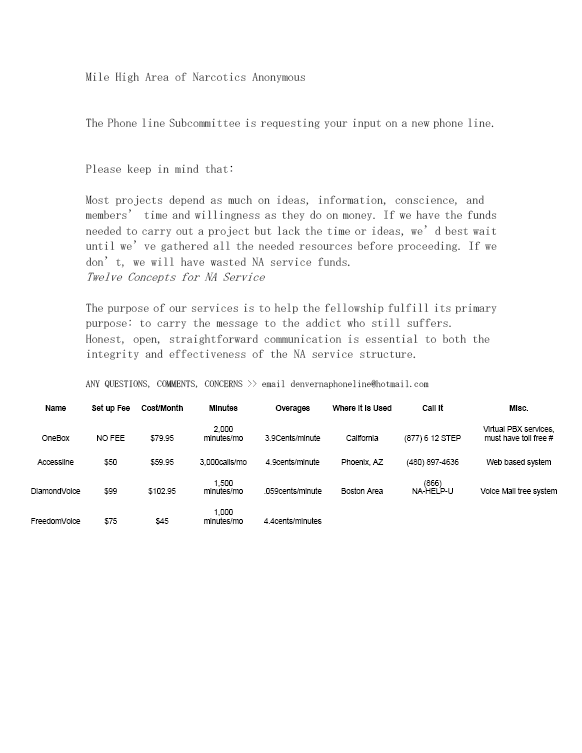 Mile High Area of Narcotics Anonymous
The Phone line Subcommittee is requesting your input on a new phone line.
Please keep in mind that:
Most projects depend as much on ideas, information, conscience, and
members’ time and willingness as they do on money. If we have the funds
needed to carry out a project but lack the time or ideas, we’d best wait
until we’ve gathered all the needed resources before proceeding. If we
don’t, we will have wasted NA service funds.
Twelve Concepts for NA Service
The purpose of our services is to help the fellowship fulfill its primary
purpose: to carry the message to the addict who still suffers.
Honest, open, straightforward communication is essential to both the
integrity and effectiveness of the NA service structure.
ANY QUESTIONS, COMMENTS, CONCERNS >> email denvernaphoneline@hotmail.com
Name Set up Fee Cost/Month Minutes Overages Where it is Used Call it Misc.
OneBox NO FEE $79.95 2,000 minutes/mo 3.9Cents/minute California (877) 6 12 STEP Virtual PBX services, must have toll free #
Accessline $50 $59.95 3,000calls/mo 4.9cents/minute Phoenix, AZ (480) 897-4636 Web based system
DiamondVoice $99 $102.95 1,500 minutes/mo .059cents/minute Boston Area (866) NA-HELP-U Voice Mail tree system
FreedomVoice $75 $45 1,000 minutes/mo 4.4cents/minutes